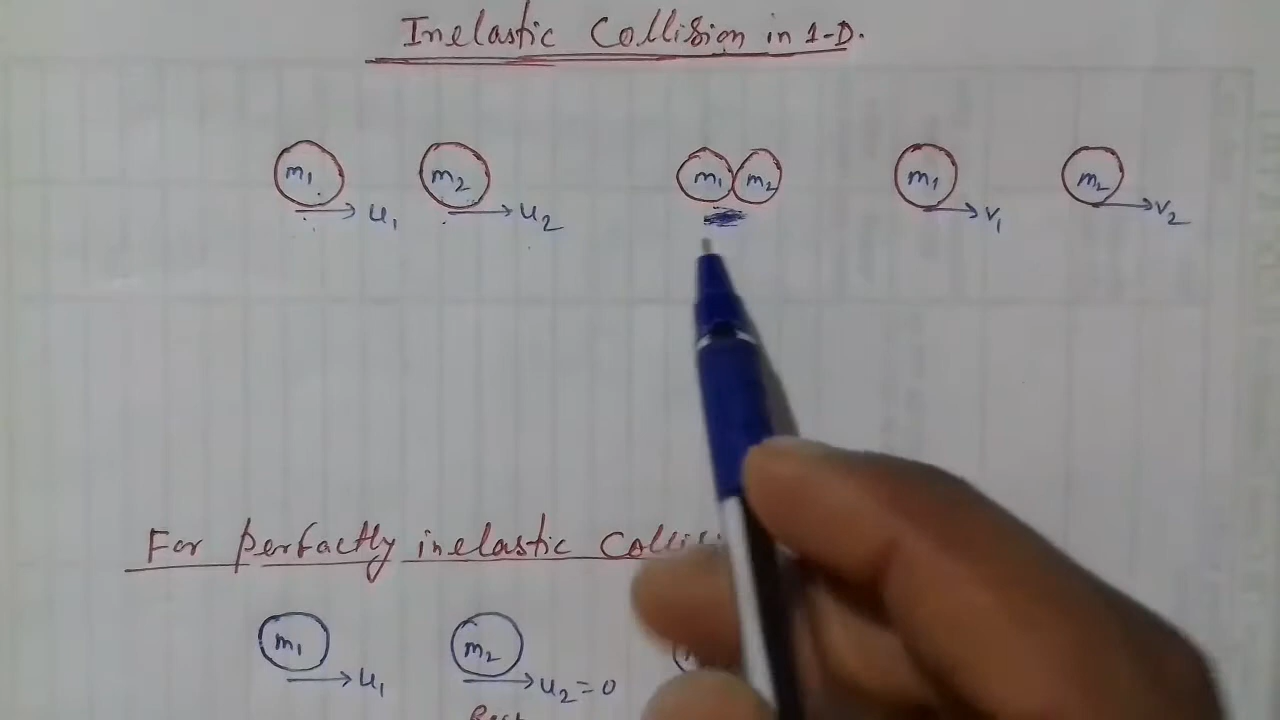 Inelastic Collision in 1-D.
m1 m2 m1 m2 m1 m2
u1 u2 v1 v2
For perfactly inelastic
m1 m2
u1 u2=0